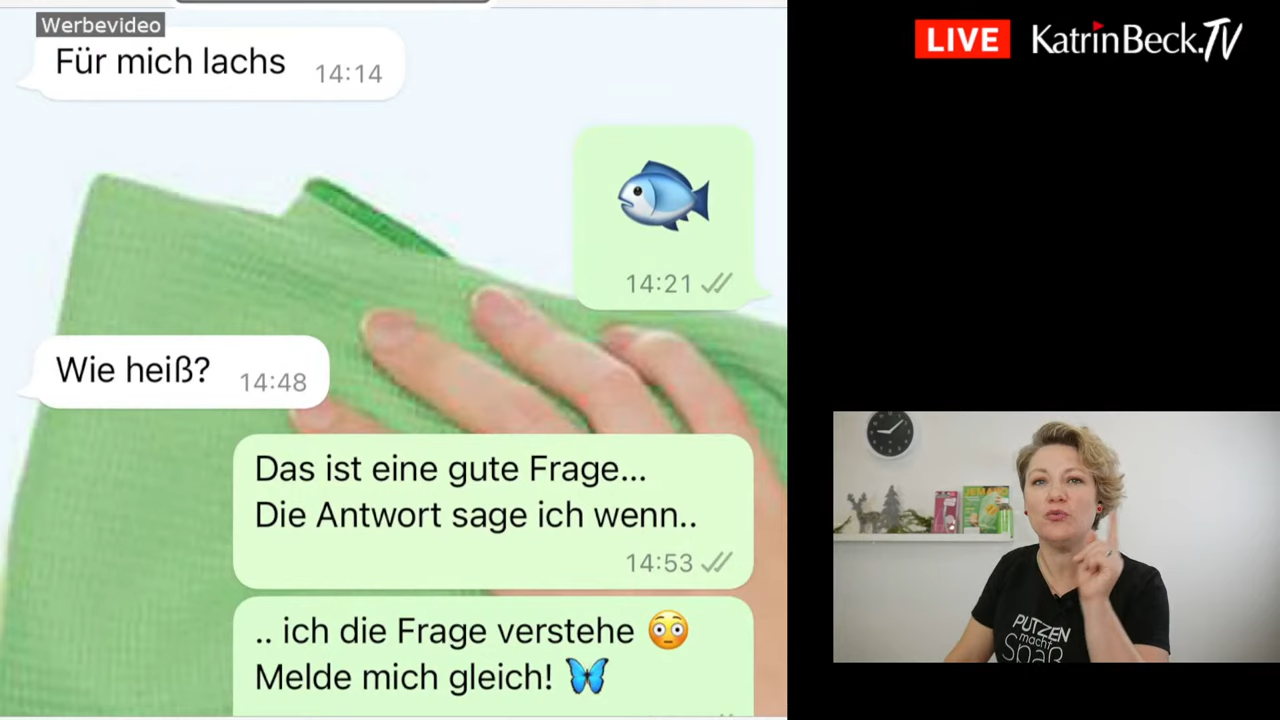 Werbevideo
Für mich lachs 14:14
14:21
Wie heiß? 14:48
Das ist eine gute Frage...
Die Antwort sage ich wenn..
14:53
.. ich die Frage verstehe 😳
Melde mich gleich! 🦋
LIVE KatrinBeck.TV
PUTZEN
macht
Spaß